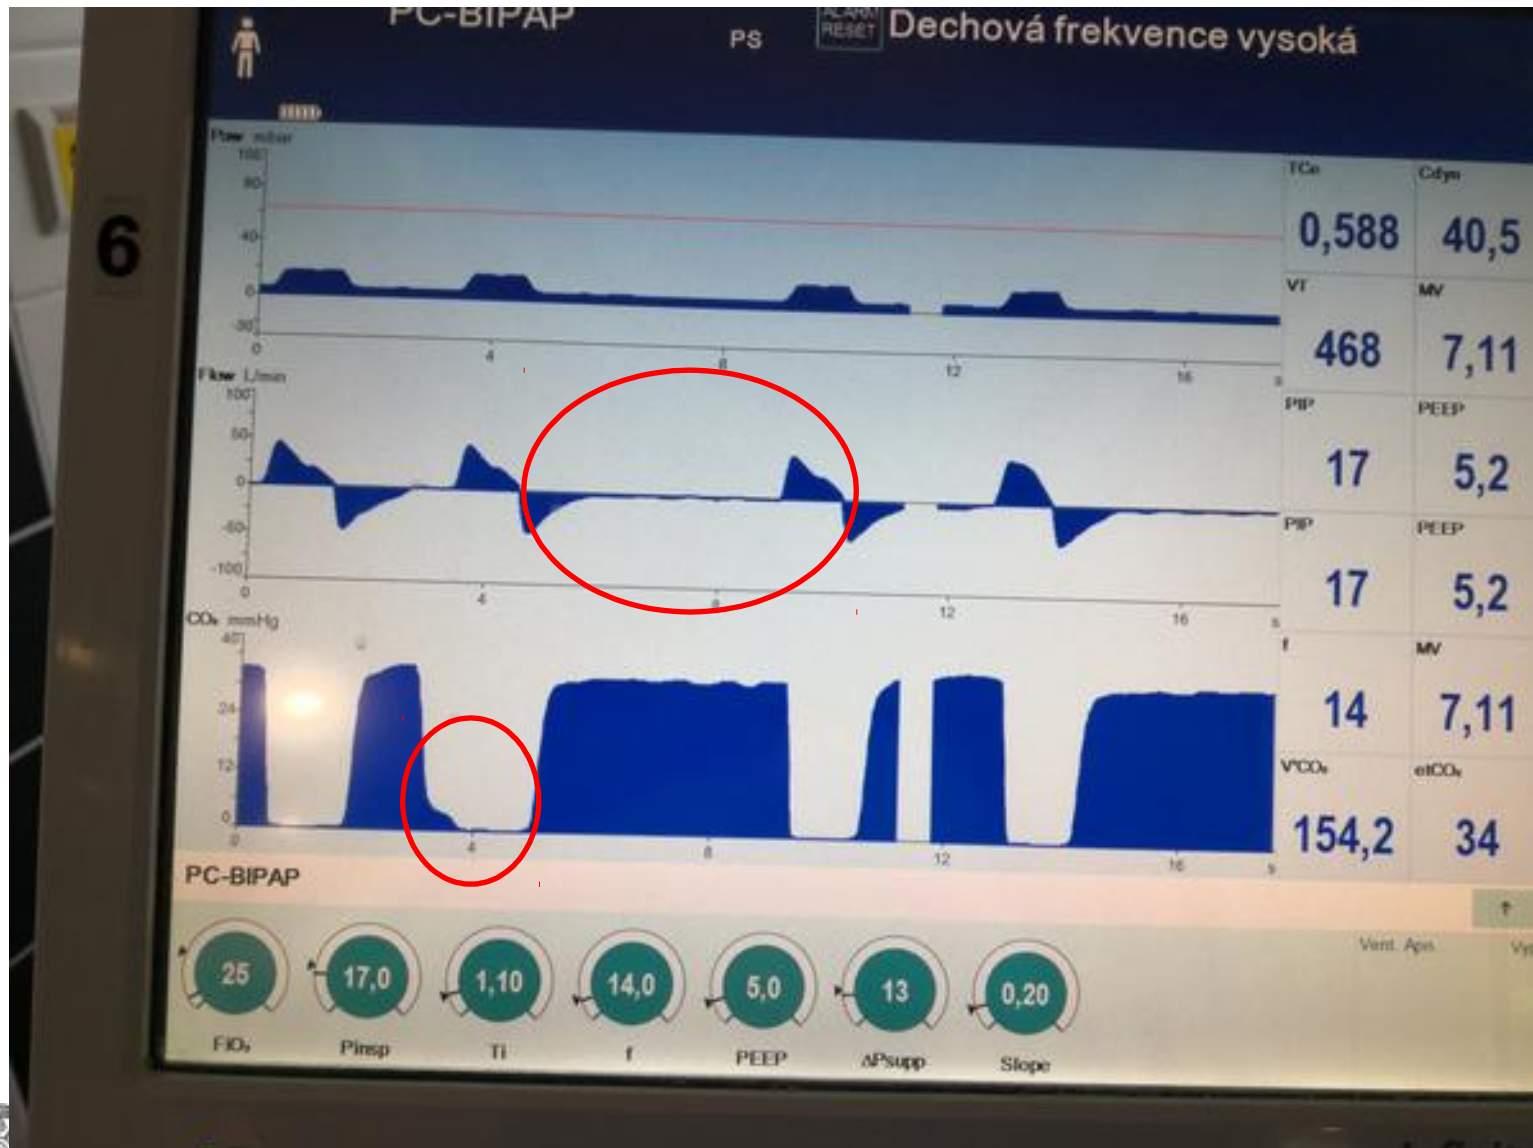 PC-BIPAP
PS
ALARM
RESET
Dechová frekvence vysoká
6
Paw mbar
100
80
40
0
-30
0 4 8 12 16 s
Flow L/min
100
50
0
-50
-100
0 4 8 12 16 s
CO₂ mmHg
40
24
12
0
0 4 8 12 16 s
TCe Cdyn
0,588 40,5
VT MV
468 7,11
PIP PEEP
17 5,2
PIP PEEP
17 5,2
f MV
14 7,11
V'CO₂ etCO₂
154,2 34
PC-BIPAP
Vent. Apn.
25 17,0 1,10 14,0 5,0 13 0,20
FiO₂ Pinsp Ti f PEEP ΔPsupp Slope